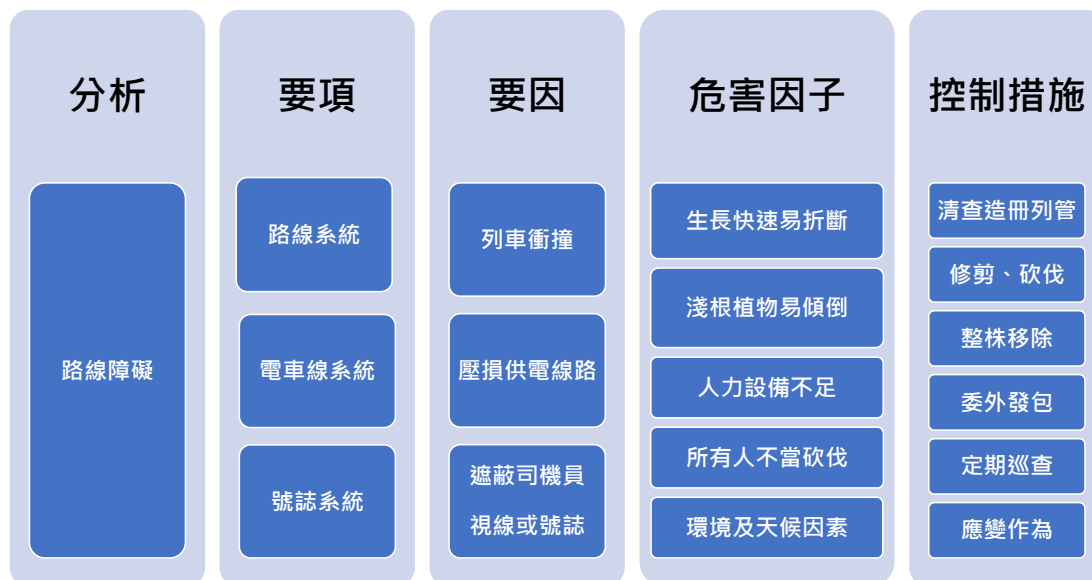 分析
路線障礙
要項
路線系統
電車線系統
號誌系統
要因
列車衝撞
壓損供電線路
遮蔽司機員
視線或號誌
危害因子
生長快速易折斷
淺根植物易傾倒
人力設備不足
所有人不當砍伐
環境及天候因素
控制措施
清查造冊列管
修剪、砍伐
整株移除
委外發包
定期巡查
應變作為